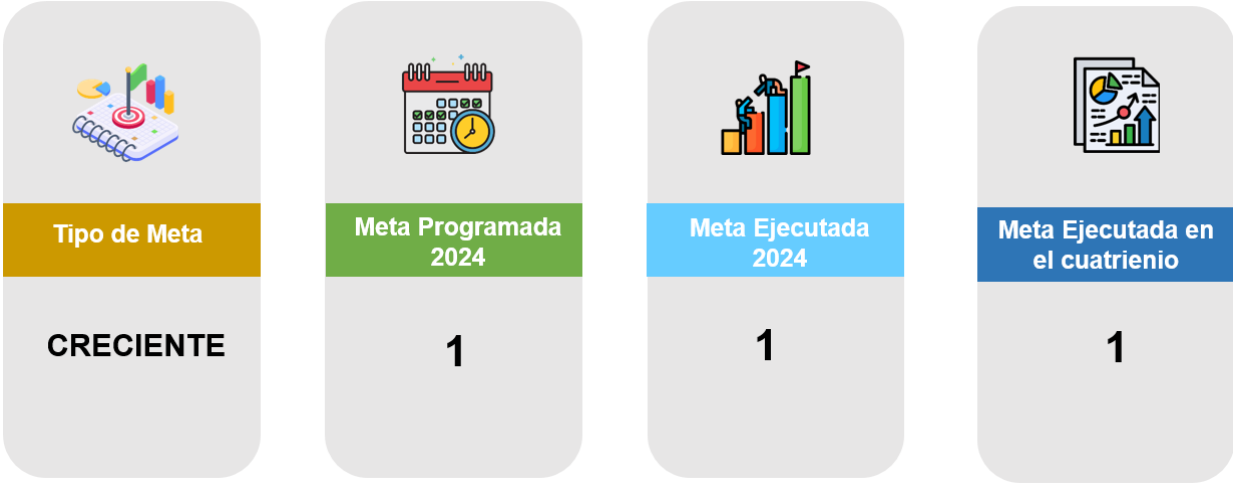 Tipo de Meta
CRECIENTE
Meta Programada
2024
1
Meta Ejecutada
2024
1
Meta Ejecutada en
el cuatrienio
1